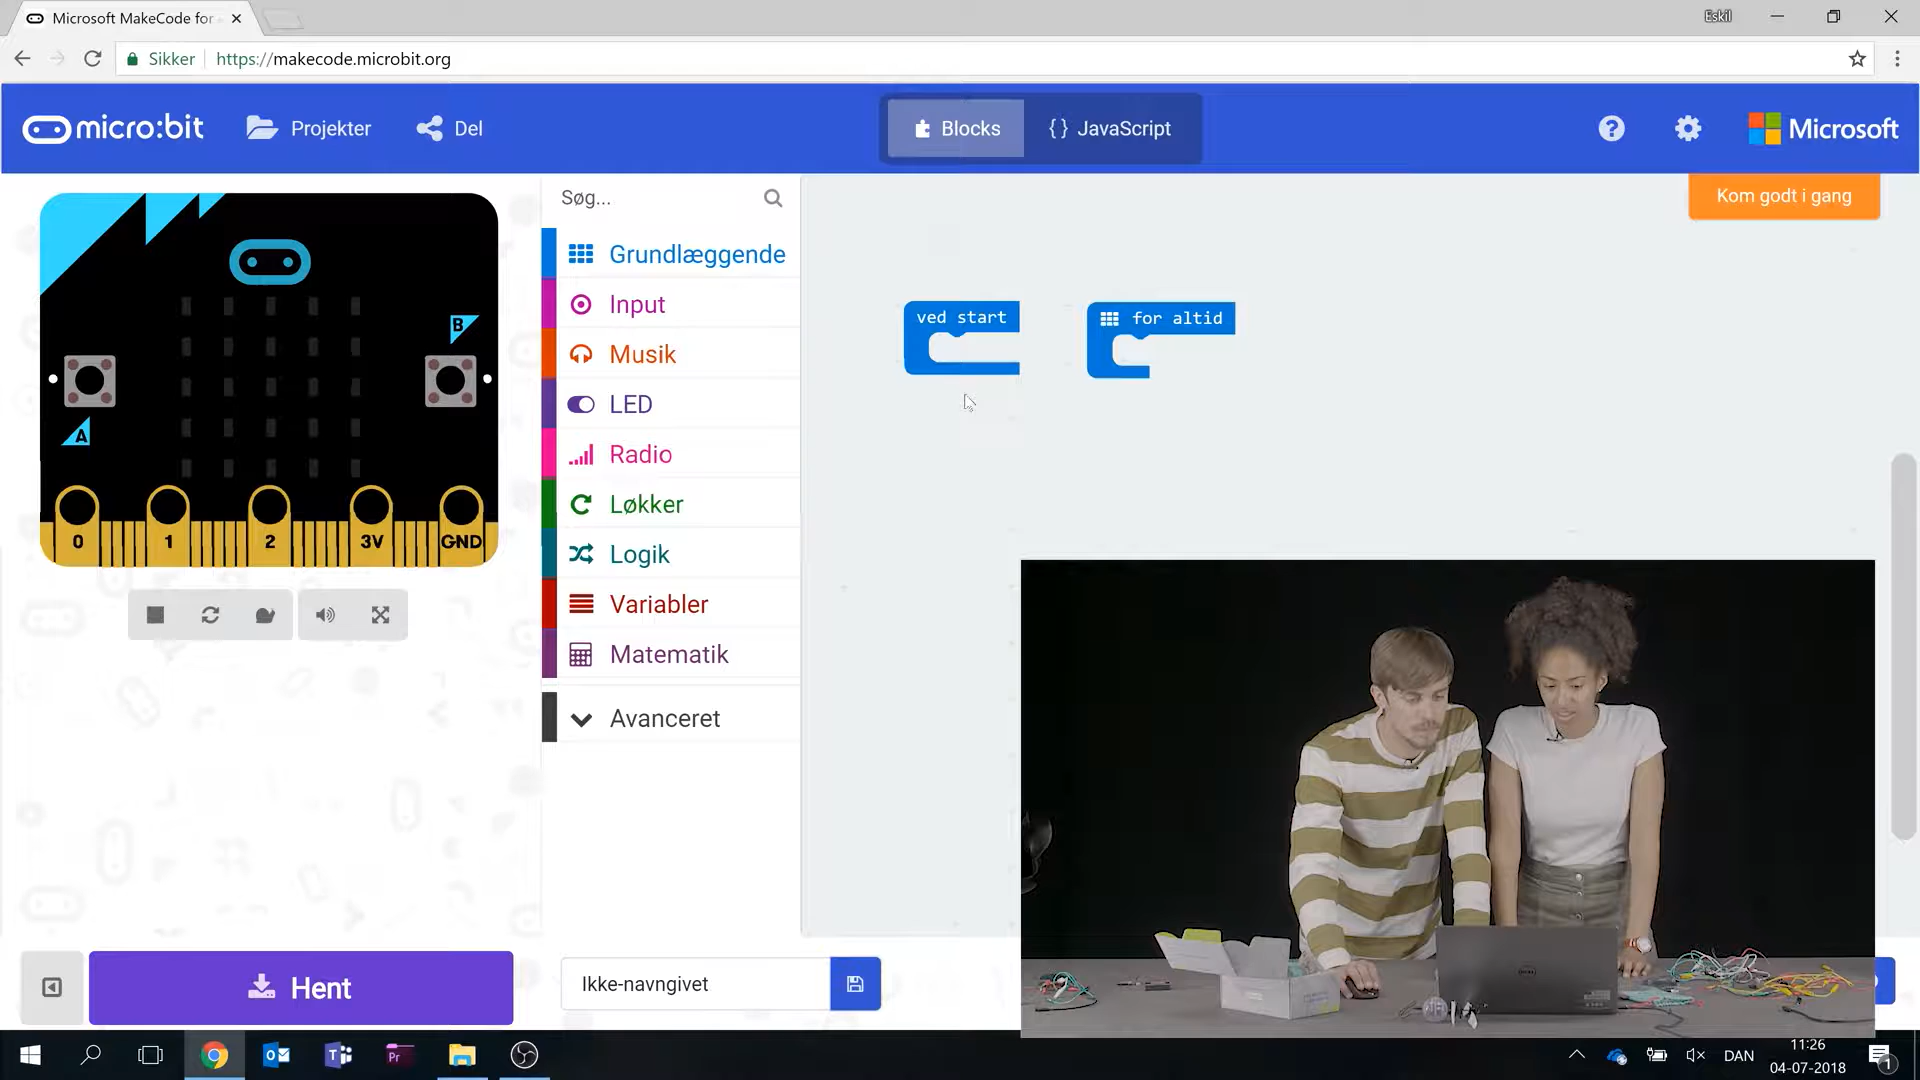 Microsoft MakeCode for
Eskil
Sikker
https://makecode.microbit.org
micro:bit
Projekter
Del
Blocks
{} JavaScript
Microsoft
Søg...
Kom godt i gang
Grundlæggende
Input
Musik
LED
Radio
Løkker
Logik
Variabler
Matematik
Avanceret
ved start
for altid
B
A
0
1
2
3V
GND
Hent
Ikke-navngivet
DELL
DAN
11:26
04-07-2018
1